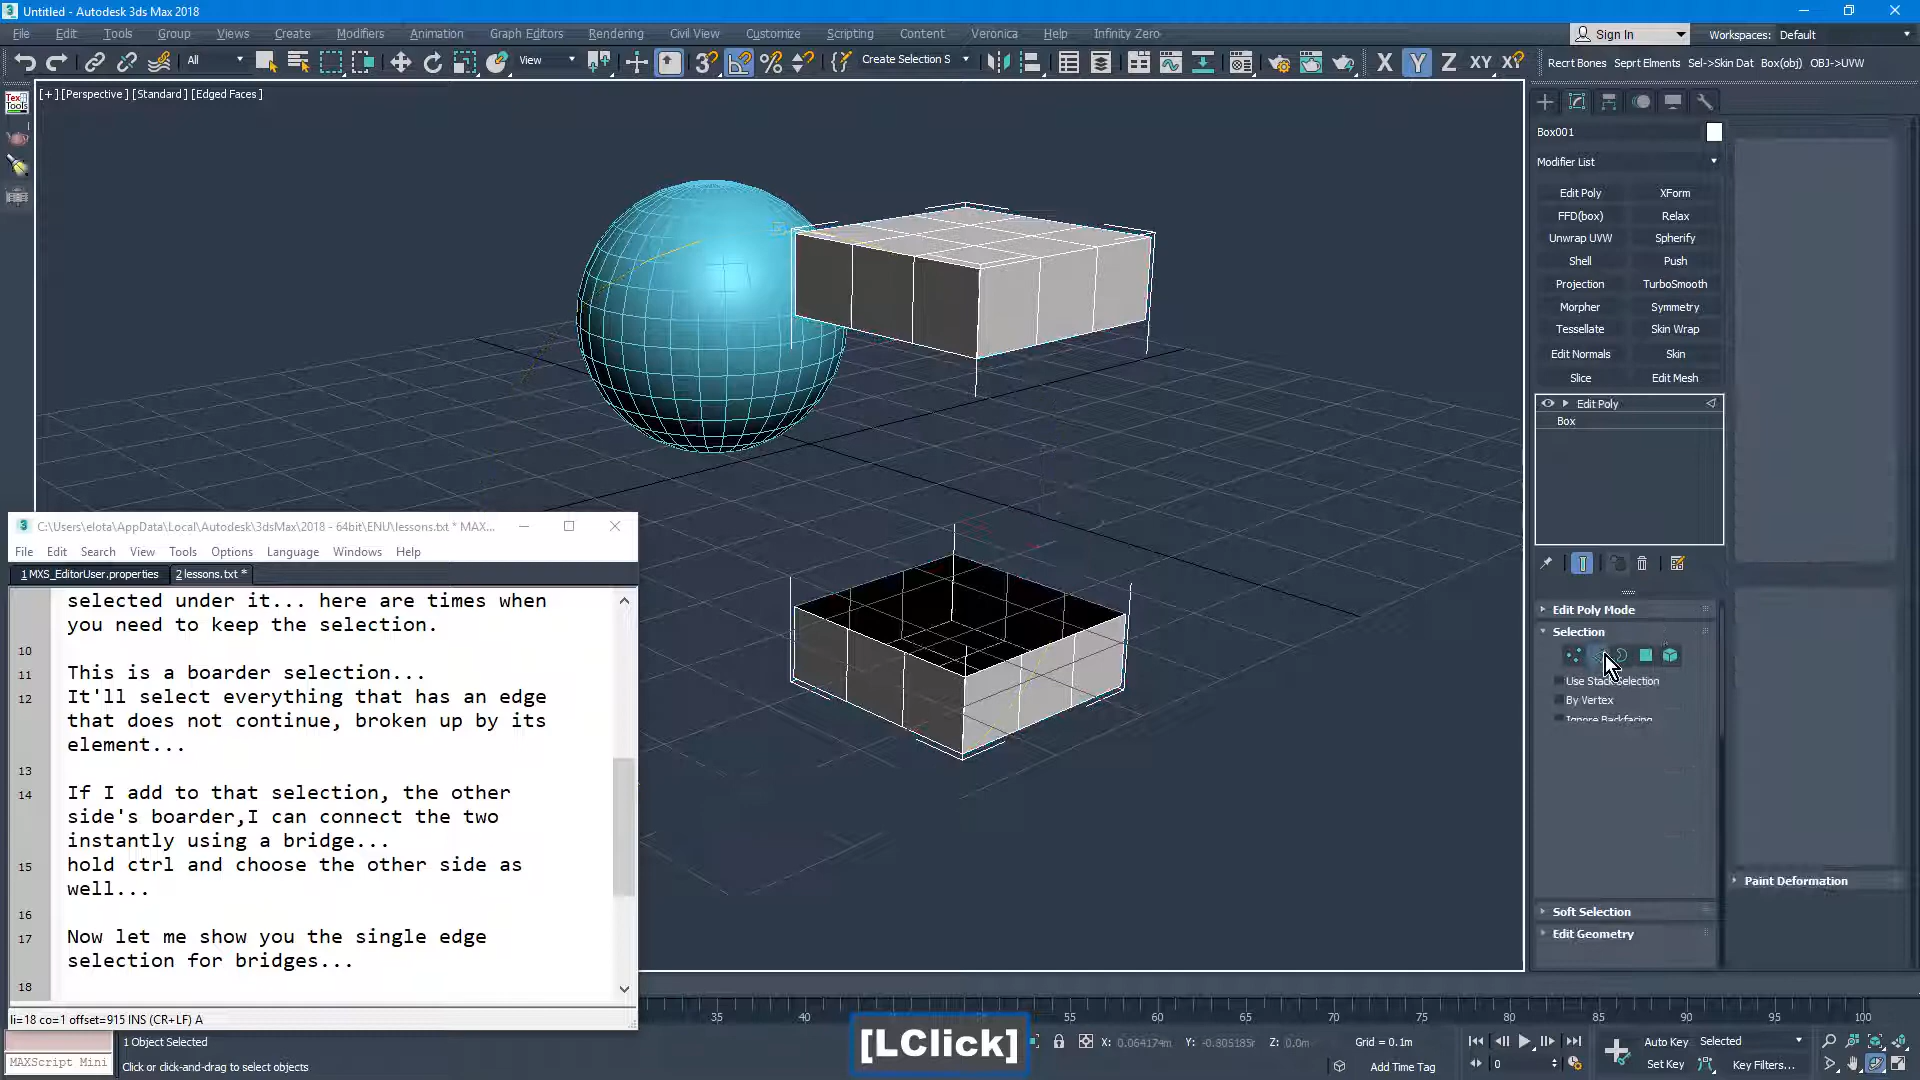 Untitled - Autodesk 3ds Max 2018
File Edit Tools Group Views Create Modifiers Animation Graph Editors Rendering Civil View Customize Scripting Content Veronica Help Infinity Zero
Sign In
Workspaces: Default
All
View
Create Selection S
X Y Z XY
Recrt Bones Seprt Elments Sel->Skin Dat Box(obj) OBJ->UVW
[+] [Perspective ] [Standard ] [Edged Faces ]
Box001
Modifier List
Edit Poly XForm
FFD(box) Relax
Unwrap UVW Spherify
Shell Push
Projection TurboSmooth
Morpher Symmetry
Tessellate Skin Wrap
Edit Normals Skin
Slice Edit Mesh
Edit Poly
Box
Edit Poly Mode
Selection
Use Stack Selection
By Vertex
Ignore Backfacing
Soft Selection
Edit Geometry
Paint Deformation
C:\Users\elota\AppData\Local\Autodesk\3dsMax\2018 - 64bit\ENU\lessons.txt * MAX...
File Edit Search View Tools Options Language Windows Help
1 MXS_EditorUser.properties 2 lessons.txt *
selected under it... here are times when
you need to keep the selection.
10
11 This is a boarder selection...
12 It'll select everything that has an edge
that does not continue, broken up by its
element...
13
14 If I add to that selection, the other
side's boarder,I can connect the two
instantly using a bridge...
15 hold ctrl and choose the other side as
well...
16
17 Now let me show you the single edge
selection for bridges...
18
li=18 co=1 offset=915 INS (CR+LF) A
35 40 45 50 55 60 65 70 75 80 85 90 95 100
[LClick]
MAXScript Mini
1 Object Selected
Click or click-and-drag to select objects
X: 0.064174m Y: -0.805185m Z: 0.0m
Grid = 0.1m
Add Time Tag
0
Auto Key Selected
Set Key Key Filters...